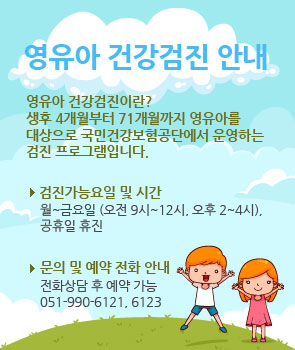 영유아 건강검진 안내
영유아 건강검진이란?
생후 4개월부터 71개월까지 영유아를
대상으로 국민건강보험공단에서 운영하는
검진 프로그램입니다.
검진가능요일 및 시간
월~금요일 (오전 9시~12시, 오후 2~4시),
공휴일 휴진
문의 및 예약 전화 안내
전화상담 후 예약 가능
051-990-6121, 6123